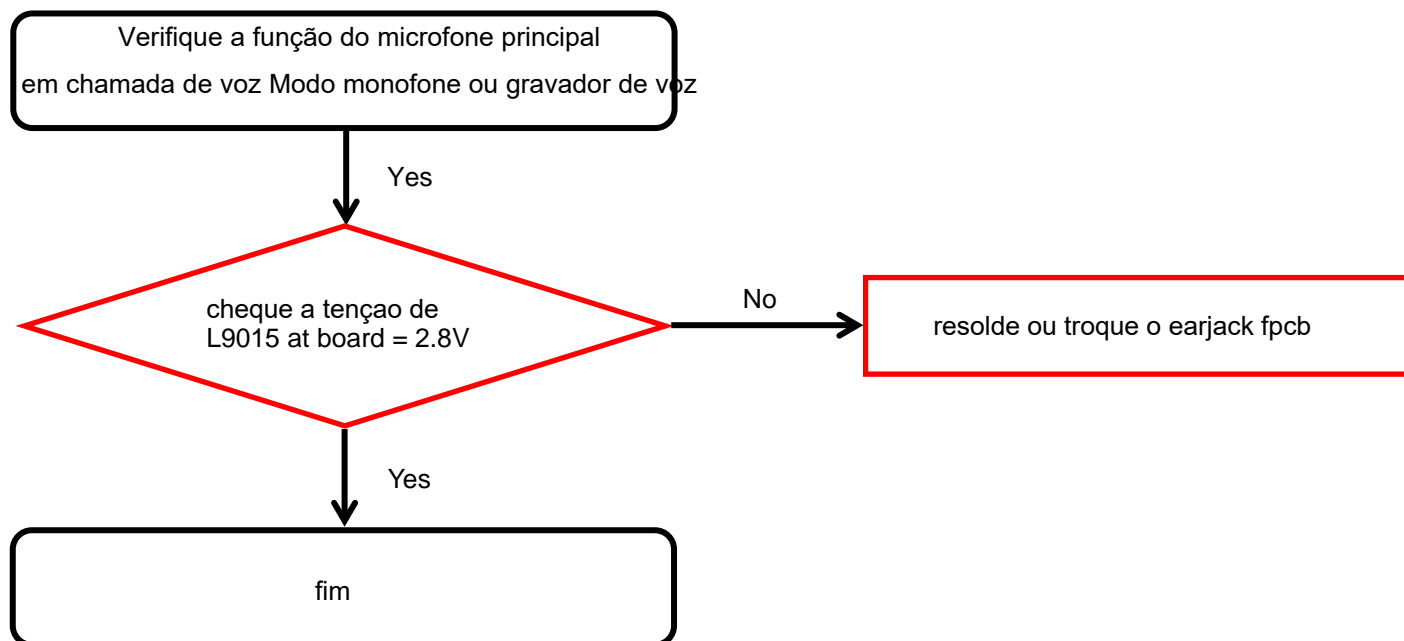 Verifique a função do microfone principal
em chamada de voz Modo monofone ou gravador de voz
Yes
cheque a tençao de
L9015 at board = 2.8V
No
resolde ou troque o earjack fpcb
Yes
fim